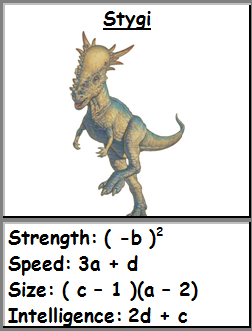 Stygi
Strength: ( -b )²
Speed: 3a + d
Size: ( c - 1 )(a - 2)
Intelligence: 2d + c